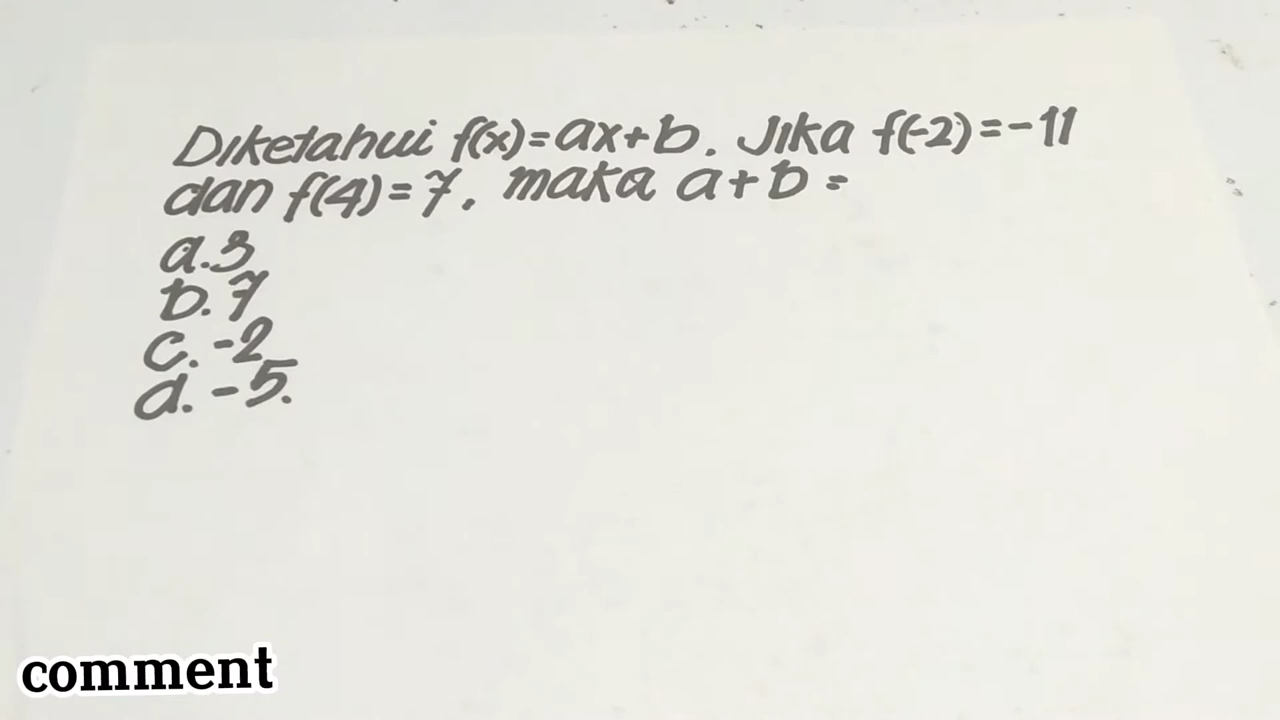 Diketahui f(x)=ax+b. Jika f(-2)=-11
dan f(4)=7, maka a+b=
a.3
b.7
c.-2
d.-5.
comment